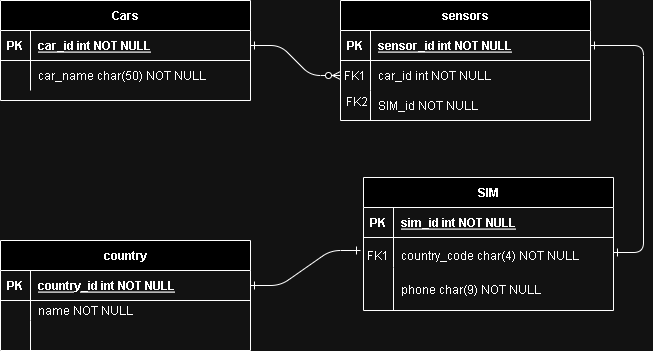 Cars
PK car_id int NOT NULL
car_name char(50) NOT NULL
sensors
PK sensor_id int NOT NULL
FK1 car_id int NOT NULL
FK2 SIM_id NOT NULL
SIM
PK sim_id int NOT NULL
FK1 country_code char(4) NOT NULL
phone char(9) NOT NULL
country
PK country_id int NOT NULL
name NOT NULL